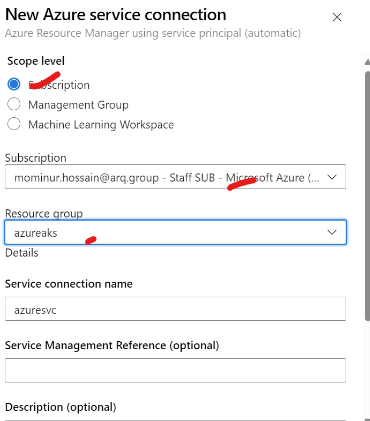 New Azure service connection
Azure Resource Manager using service principal (automatic)
Scope level
Subscription
Management Group
Machine Learning Workspace
Subscription
mominur.hossain@arq.group - Staff SUB - Microsoft Azure (...
Resource group
azureaks
Details
Service connection name
azuresvc
Service Management Reference (optional)
Description (optional)